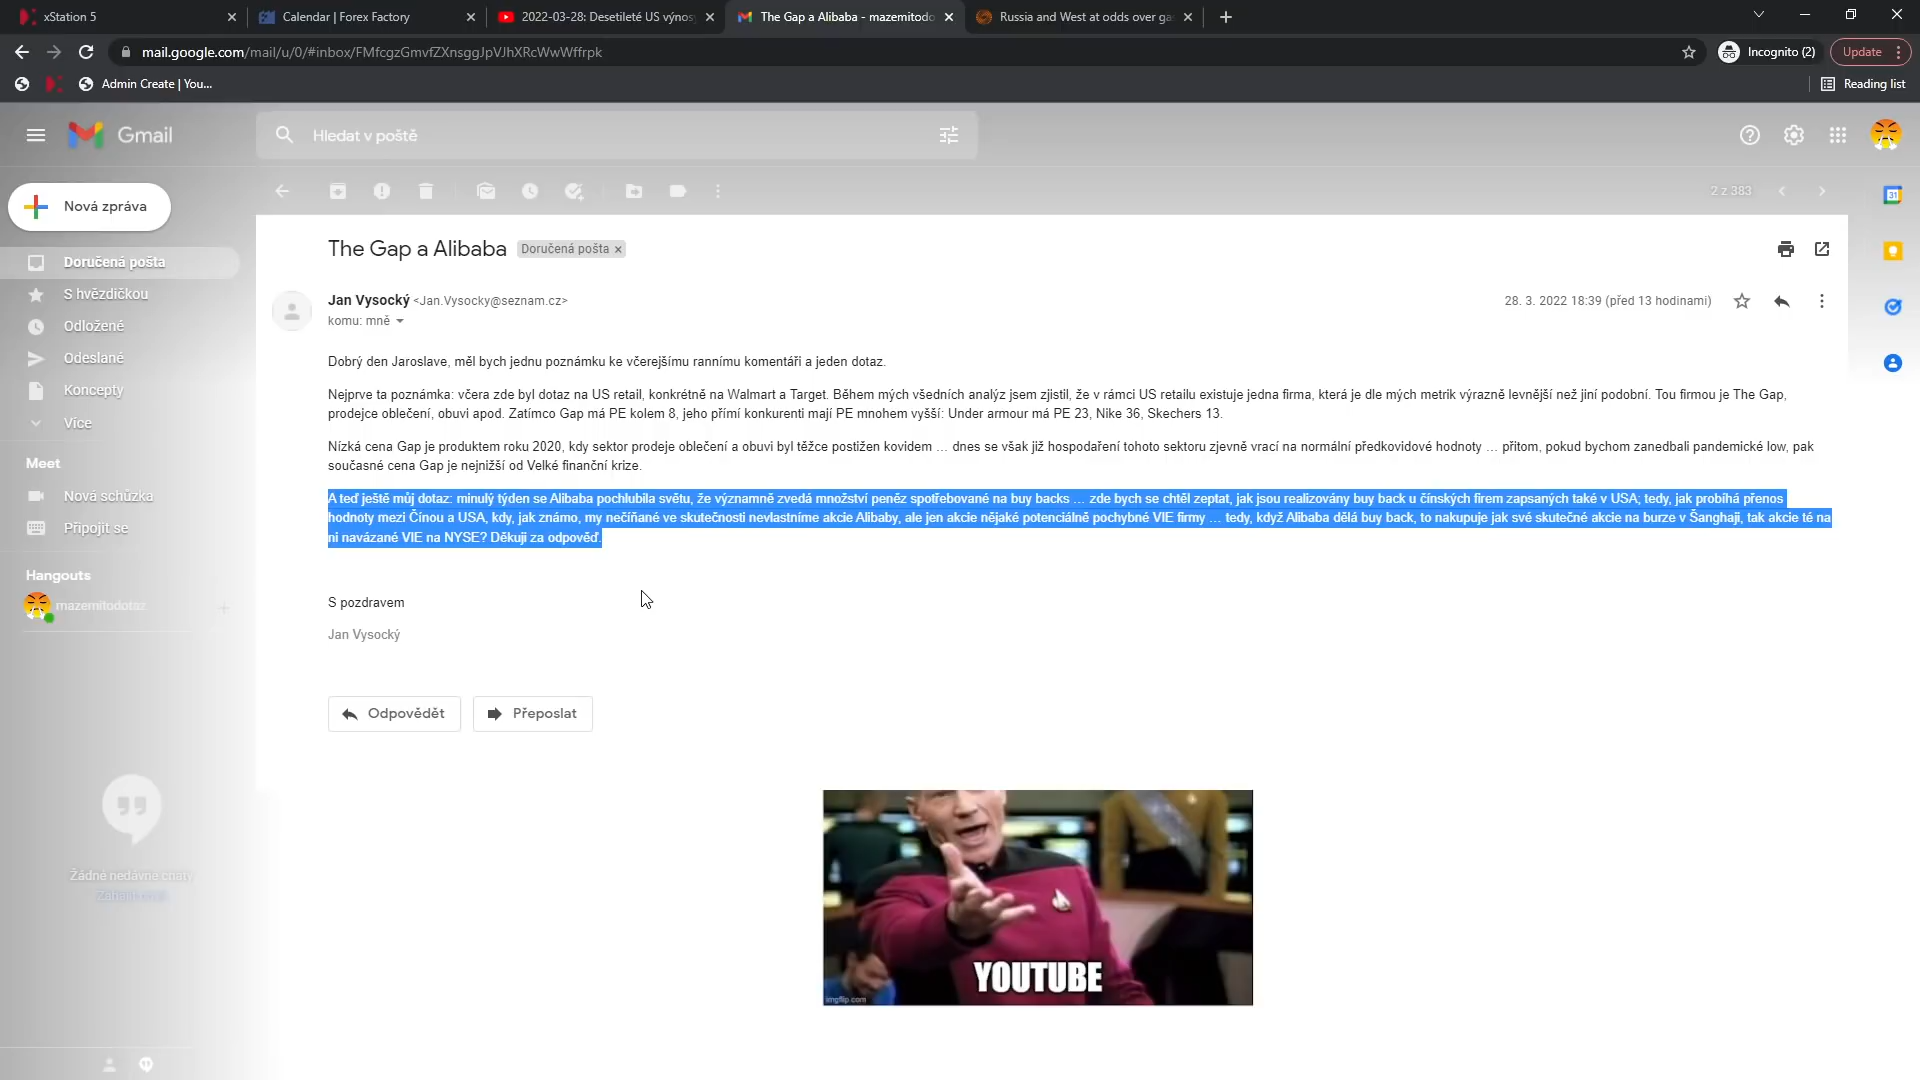 xStation 5
Calendar | Forex Factory
2022-03-28: Desetileté US výnosy
The Gap a Alibaba - mazemitodo
Russia and West at odds over ga
mail.google.com/mail/u/0/#inbox/FMfcgzGmvfZXnsggJpVJhXRcWwWffrpk
Incognito (2)
Update
Admin Create | You...
Reading list
Gmail
Hledat v poště
Nová zpráva
2 z 383
31
Doručená pošta
S hvězdičkou
Odložené
Odeslané
Koncepty
Více
Meet
Nová schůzka
Připojit se
Hangouts
mazemitodotaz
Žádné nedávné chaty
The Gap a Alibaba Doručená pošta
Jan Vysocký <Jan.Vysocky@seznam.cz>
28. 3. 2022 18:39 (před 13 hodinami)
komu: mně
Dobrý den Jaroslave, měl bych jednu poznámku ke včerejšímu rannímu komentáři a jeden dotaz.
Nejprve ta poznámka: včera zde byl dotaz na US retail, konkrétně na Walmart a Target. Během mých všedních analýz jsem zjistil, že v rámci US retailu existuje jedna firma, která je dle mých metrik výrazně levnější než jiní podobní. Tou firmou je The Gap,
prodejce oblečení, obuvi apod. Zatímco Gap má PE kolem 8, jeho přímí konkurenti mají PE mnohem vyšší: Under armour má PE 23, Nike 36, Skechers 13.
Nízká cena Gap je produktem roku 2020, kdy sektor prodeje oblečení a obuvi byl těžce postižen kovidem … dnes se však již hospodaření tohoto sektoru zjevně vrací na normální předkovidové hodnoty … přitom, pokud bychom zanedbali pandemické low, pak
současné cena Gap je nejnižší od Velké finanční krize.
A teď ještě můj dotaz: minulý týden se Alibaba pochlubila světu, že významně zvedá množství peněz spotřebované na buy backs … zde bych se chtěl zeptat, jak jsou realizovány buy back u čínských firem zapsaných také v USA; tedy, jak probíhá přenos
hodnoty mezi Čínou a USA, kdy, jak známo, my nečíňané ve skutečnosti nevlastníme akcie Alibaby, ale jen akcie nějaké potenciálně pochybné VIE firmy … tedy, když Alibaba dělá buy back, to nakupuje jak své skutečné akcie na burze v Šanghaji, tak akcie té na
ni navázané VIE na NYSE? Děkuji za odpověď.
S pozdravem
Jan Vysocký
Odpovědět
Přeposlat
YOUTUBE
imgflip.com